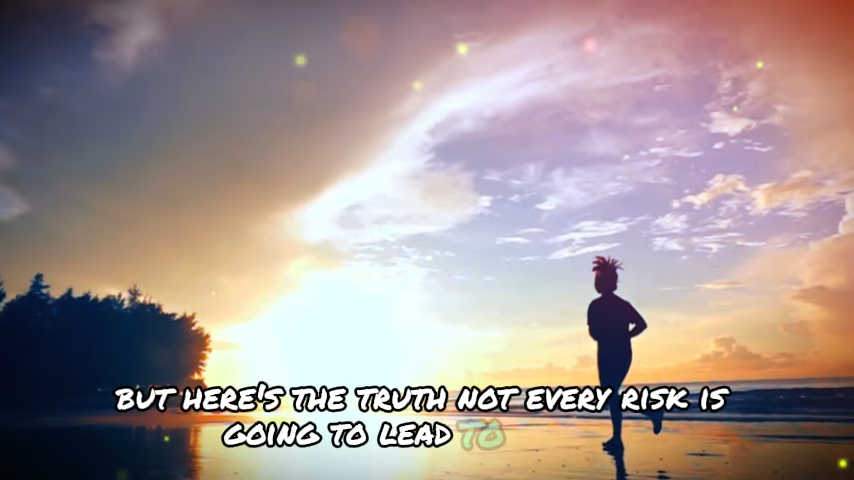 BUT HERE'S THE TRUTH NOT EVERY RISK IS
GOING TO LEAD TO